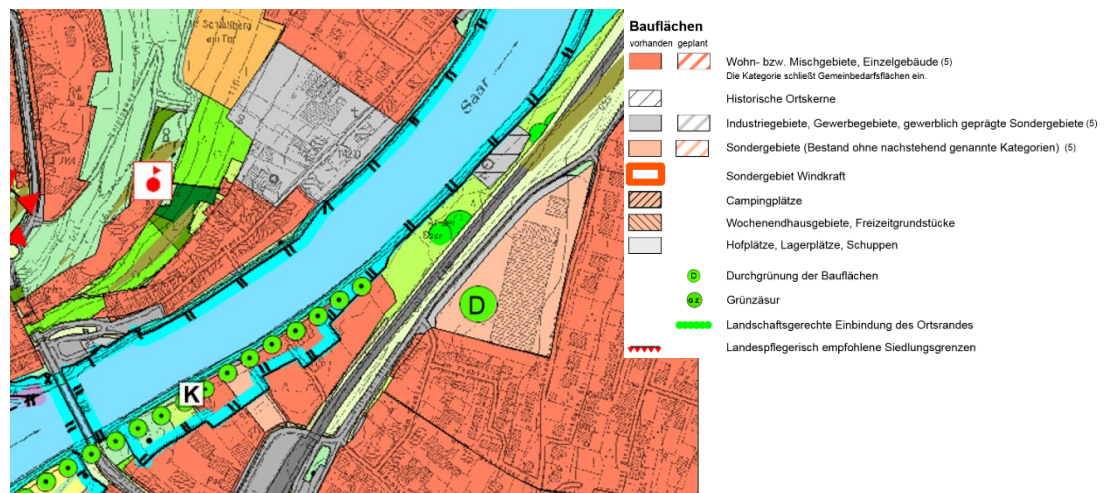 Saar
K
D
Bauflächen
vorhanden geplant
Wohn- bzw. Mischgebiete, Einzelgebäude (5)
Die Kategorie schließt Gemeinbedarfsflächen ein.
Historische Ortskerne
Industriegebiete, Gewerbegebiete, gewerblich geprägte Sondergebiete (5)
Sondergebiete (Bestand ohne nachstehend genannte Kategorien) (5)
Sondergebiet Windkraft
Campingplätze
Wochenendhausgebiete, Freizeitgrundstücke
Hofplätze, Lagerplätze, Schuppen
D Durchgrünung der Bauflächen
G Z Grünzäsur
Landschaftsgerechte Einbindung des Ortsrandes
Landespflegerisch empfohlene Siedlungsgrenzen